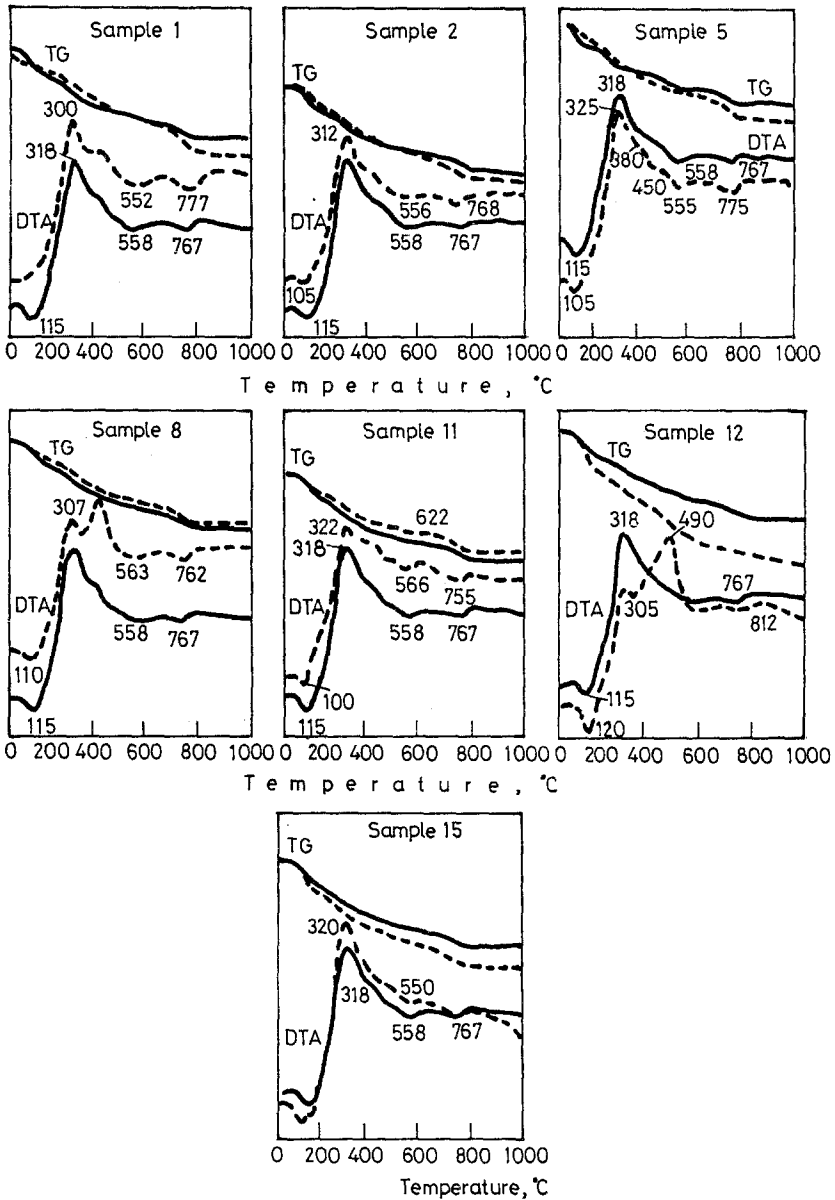 Sample 1
TG
300
318
552
777
DTA
558
767
115
0 200 400 600 800 1000
Sample 2
TG
312
556
768
DTA
558
767
105
115
0 200 400 600 800 1000
Sample 5
318
TG
325
DTA
380
558
767
450
555
775
115
105
0 200 400 600 800 1000
Temperature, °C
Sample 8
TG
307
563
762
DTA
558
767
110
115
0 200 400 600 800 1000
Sample 11
TG
622
322
318
566
755
DTA
558
767
100
115
0 200 400 600 800 1000
Sample 12
TG
318
490
767
DTA
305
812
115
120
0 200 400 600 800 1000
Temperature, °C
Sample 15
TG
320
318
550
558
767
DTA
0 200 400 600 800 1000
Temperature, °C